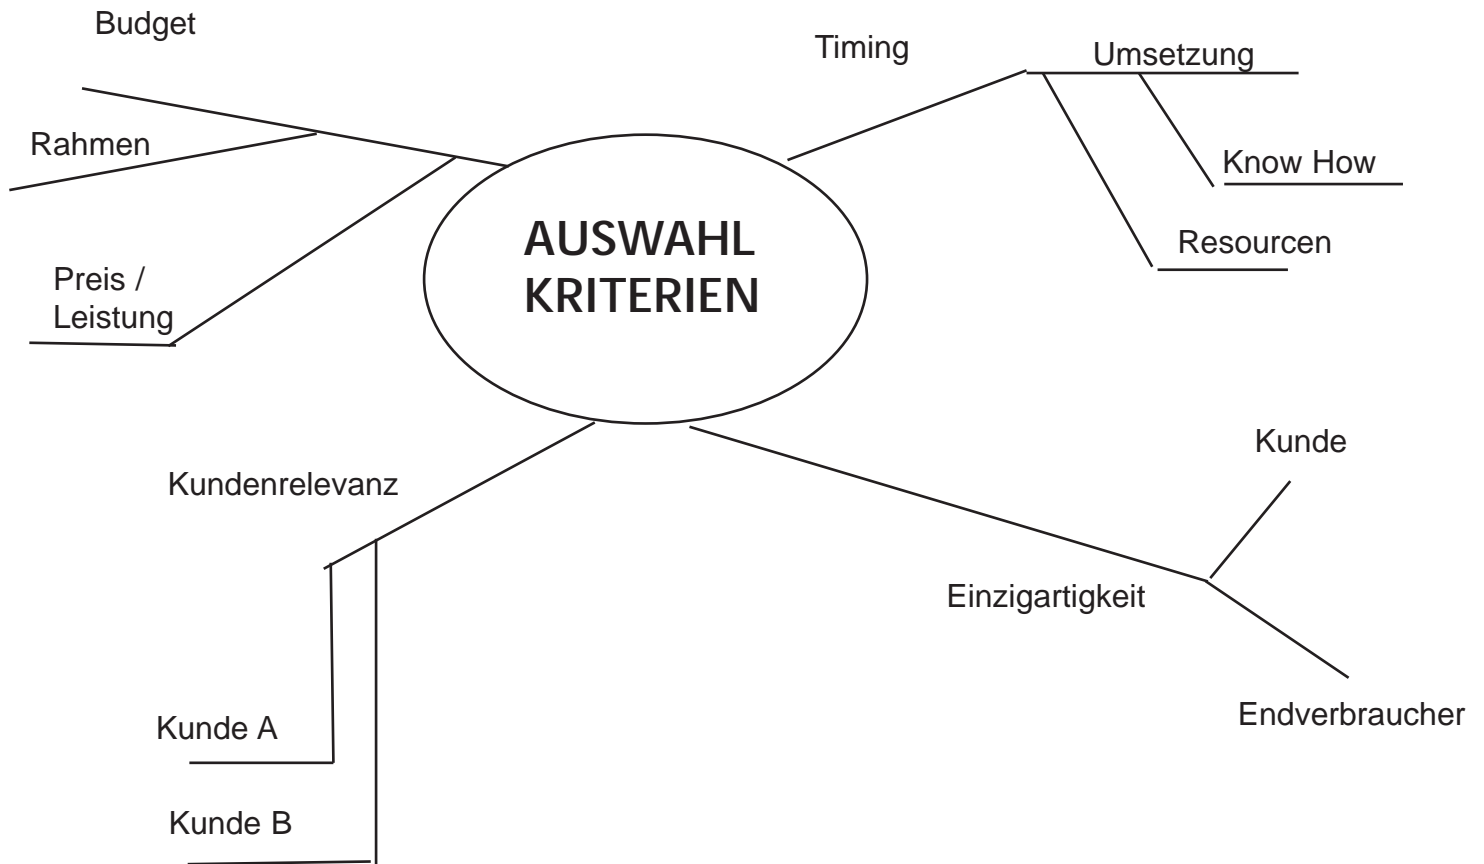 Budget
Timing
Umsetzung
Rahmen
Know How
AUSWAHL
KRITERIEN
Resourcen
Preis /
Leistung
Kunde
Kundenrelevanz
Einzigartigkeit
Endverbraucher
Kunde A
Kunde B